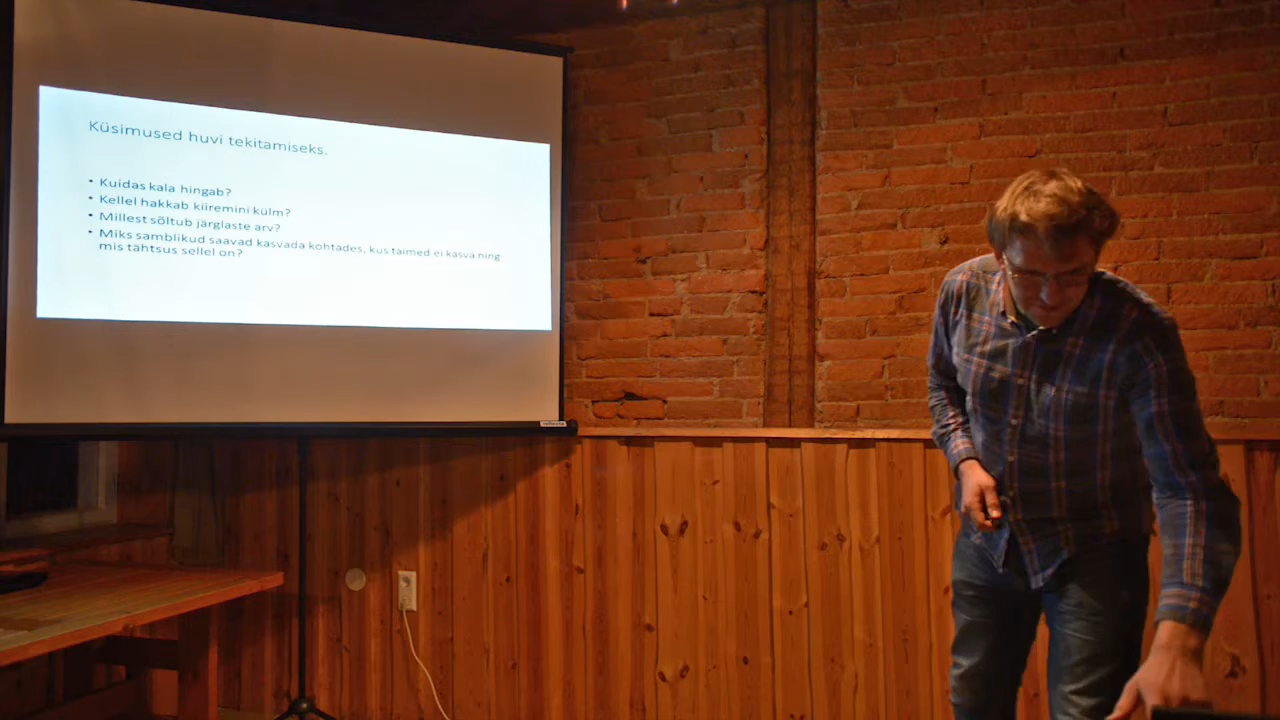 Küsimused huvi tekitamiseks.
• Kuidas kala hingab?
• Kellel hakkab kiiremini külm?
• Millest sõltub järglaste arv?
• Miks samblikud saavad kasvada kohtades, kus taimed ei kasva ning
mis tähtsus sellel on?